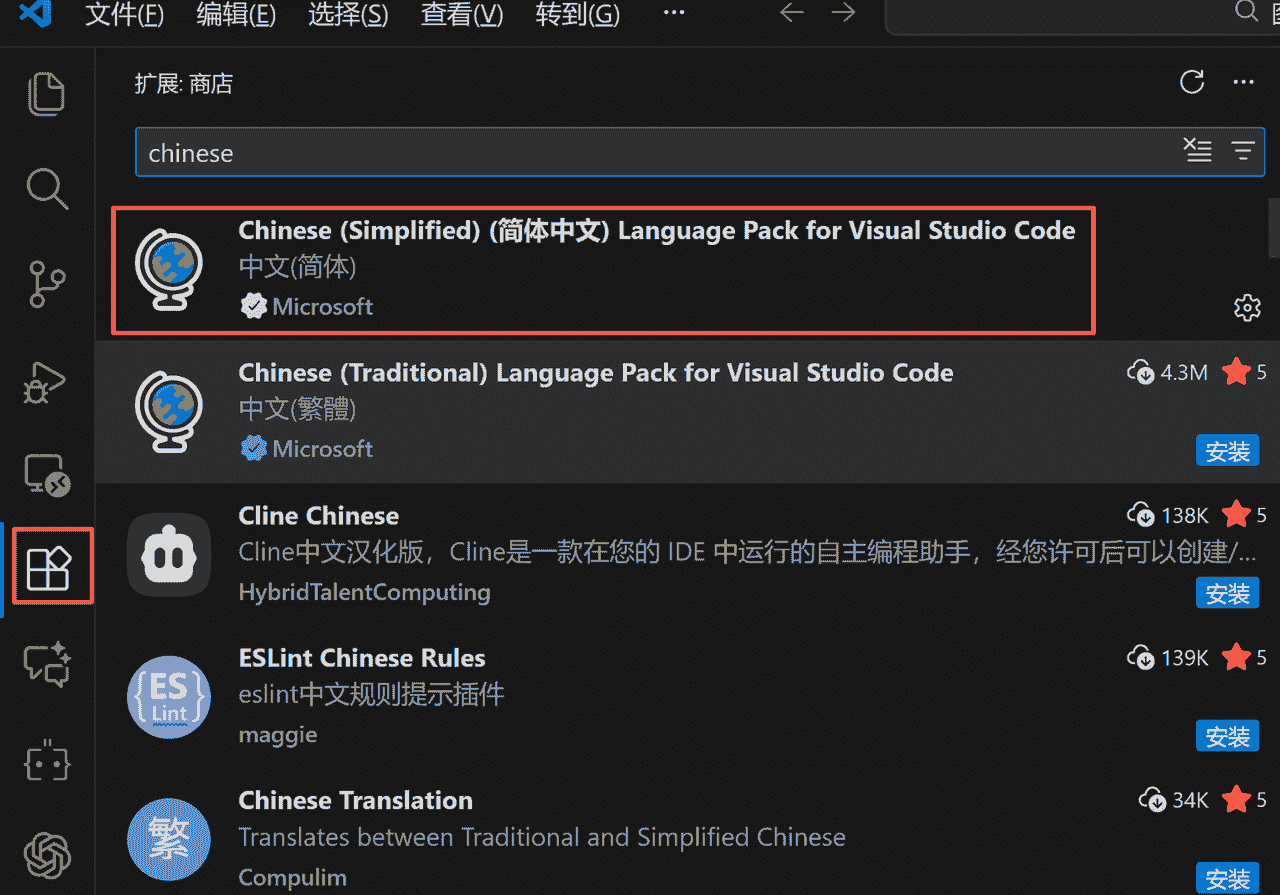 文件(F) 编辑(E) 选择(S) 查看(V) 转到(G) ...
扩展: 商店
chinese
Chinese (Simplified) (简体中文) Language Pack for Visual Studio Code
中文(简体)
Microsoft
Chinese (Traditional) Language Pack for Visual Studio Code 4.3M 5
中文(繁體)
Microsoft 安装
Cline Chinese 138K 5
Cline中文汉化版，Cline是一款在您的 IDE 中运行的自主编程助手，经您许可后可以创建/...
HybridTalentComputing 安装
ESLint Chinese Rules 139K 5
ES
Lint
eslint中文规则提示插件
maggie 安装
Chinese Translation 34K 5
繁
Translates between Traditional and Simplified Chinese
Compulim 安装